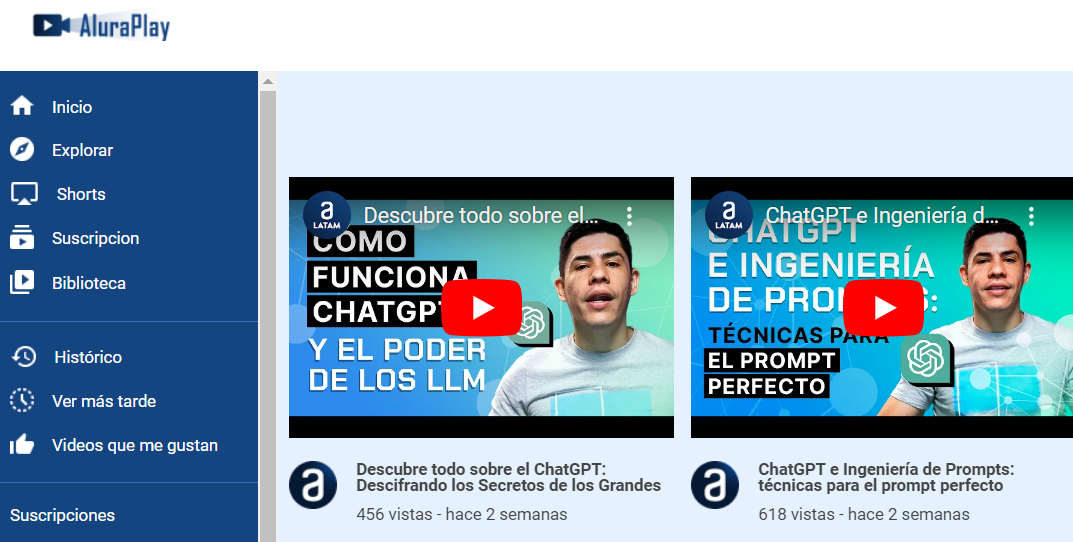 AluraPlay
Inicio
Explorar
Shorts
Suscripcion
Biblioteca
Histórico
Ver más tarde
Videos que me gustan
Suscripciones
a
LATAM
Descubre todo sobre el...
CÓMO
FUNCIONA
CHATGPT
Y EL PODER
DE LOS LLM
a
Descubre todo sobre el ChatGPT:
Descifrando los Secretos de los Grandes
456 vistas - hace 2 semanas
a
LATAM
ChatGPT e Ingeniería d...
CHATGPT
E INGENIERÍA
DE PROMPTS:
TÉCNICAS PARA
EL PROMPT
PERFECTO
a
ChatGPT e Ingeniería de Prompts:
técnicas para el prompt perfecto
618 vistas - hace 2 semanas